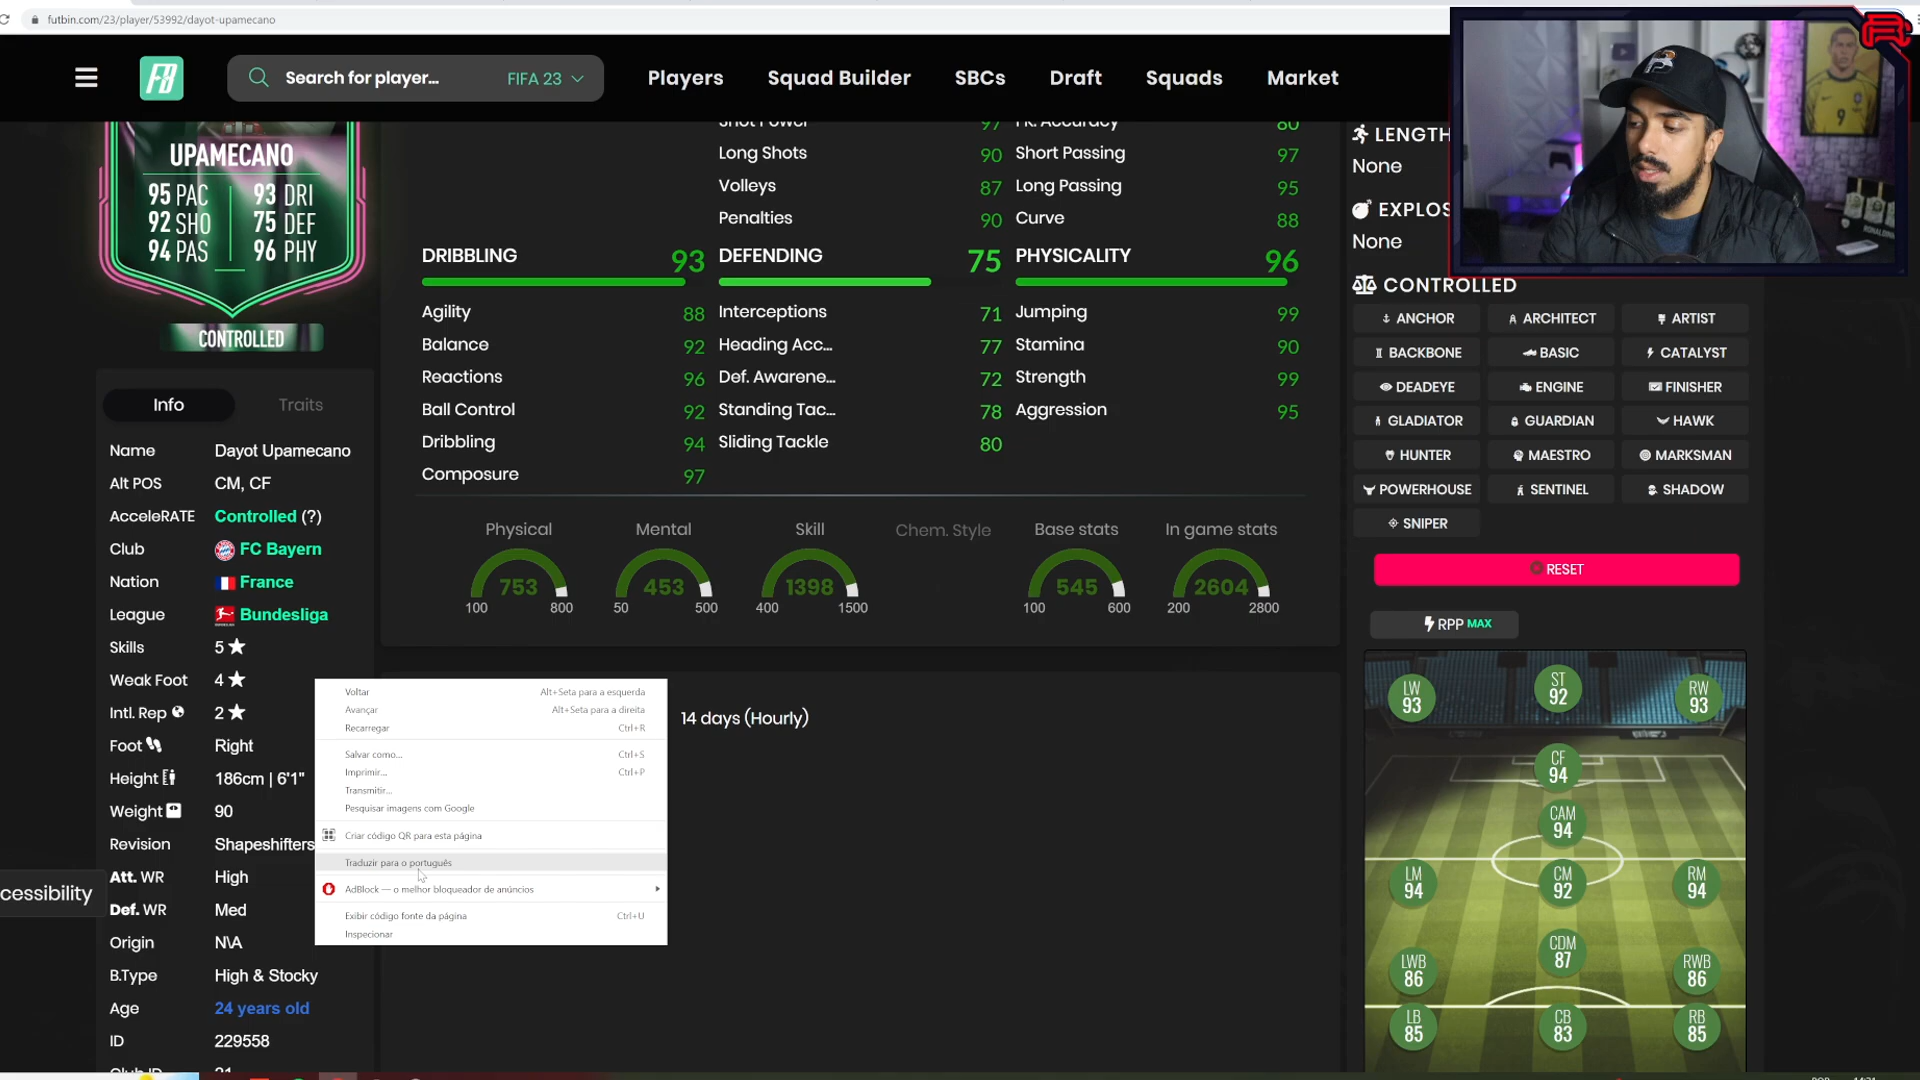 futbin.com/23/player/53992/dayot-upamecano
FB Search for player... FIFA 23 Players Squad Builder SBCs Draft Squads Market
UPAMECANO
95 PAC 93 DRI
92 SHO 75 DEF
94 PAS 96 PHY
CONTROLLED
Info Traits
Name Dayot Upamecano
Alt POS CM, CF
AcceleRATE Controlled (?)
Club FC Bayern
Nation France
League Bundesliga
Skills 5
Weak Foot 4
Intl. Rep 2
Foot Right
Height 186cm | 6'1"
Weight 90
Revision Shapeshifters
Att. WR High
Def. WR Med
Origin N\A
B.Type High & Stocky
Age 24 years old
ID 229558
Club ID 21
cessibility
Shot Power 97 FK. Accuracy 80
Long Shots 90 Short Passing 97
Volleys 87 Long Passing 95
Penalties 90 Curve 88
DRIBBLING 93 DEFENDING 75 PHYSICALITY 96
Agility 88 Interceptions 71 Jumping 99
Balance 92 Heading Acc... 77 Stamina 90
Reactions 96 Def. Awarene... 72 Strength 99
Ball Control 92 Standing Tac... 78 Aggression 95
Dribbling 94 Sliding Tackle 80
Composure 97
Physical Mental Skill Chem. Style Base stats In game stats
753 453 1398 545 2604
100 800 50 500 400 1500 100 600 200 2800
14 days (Hourly)
Voltar Alt+Seta para a esquerda
Avançar Alt+Seta para a direita
Recarregar Ctrl+R
Salvar como... Ctrl+S
Imprimir... Ctrl+P
Transmitir...
Pesquisar imagens com Google
Criar código QR para esta página
Traduzir para o português
AdBlock — o melhor bloqueador de anúncios
Exibir código fonte da página Ctrl+U
Inspecionar
LENGTH
None
EXPLOS
None
CONTROLLED
ANCHOR ARCHITECT ARTIST
BACKBONE BASIC CATALYST
DEADEYE ENGINE FINISHER
GLADIATOR GUARDIAN HAWK
HUNTER MAESTRO MARKSMAN
POWERHOUSE SENTINEL SHADOW
SNIPER
RESET
RPP MAX
LW 93 ST 92 RW 93
CF 94
CAM 94
LM 94 CM 92 RM 94
CDM 87
LWB 86 RWB 86
LB 85 CB 83 RB 85
9